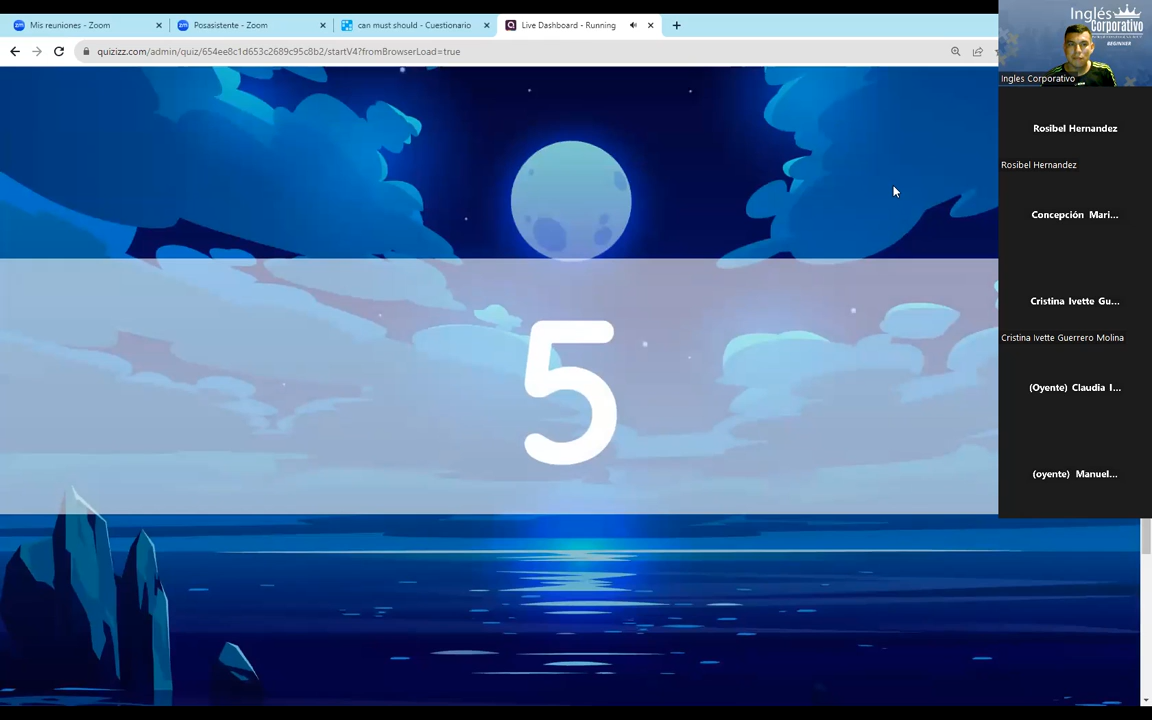 Mis reuniones - Zoom
Posasistente - Zoom
can must should - Cuestionario
Live Dashboard - Running
quizizz.com/admin/quiz/654ee8c1d653c2689c95c8b2/startV4?fromBrowserLoad=true
Inglés
Corporativo
BEGINNER
Ingles Corporativo
Rosibel Hernandez
Rosibel Hernandez
Concepción Mari...
Cristina Ivette Gu...
Cristina Ivette Guerrero Molina
(Oyente) Claudia I...
(oyente) Manuel...
5